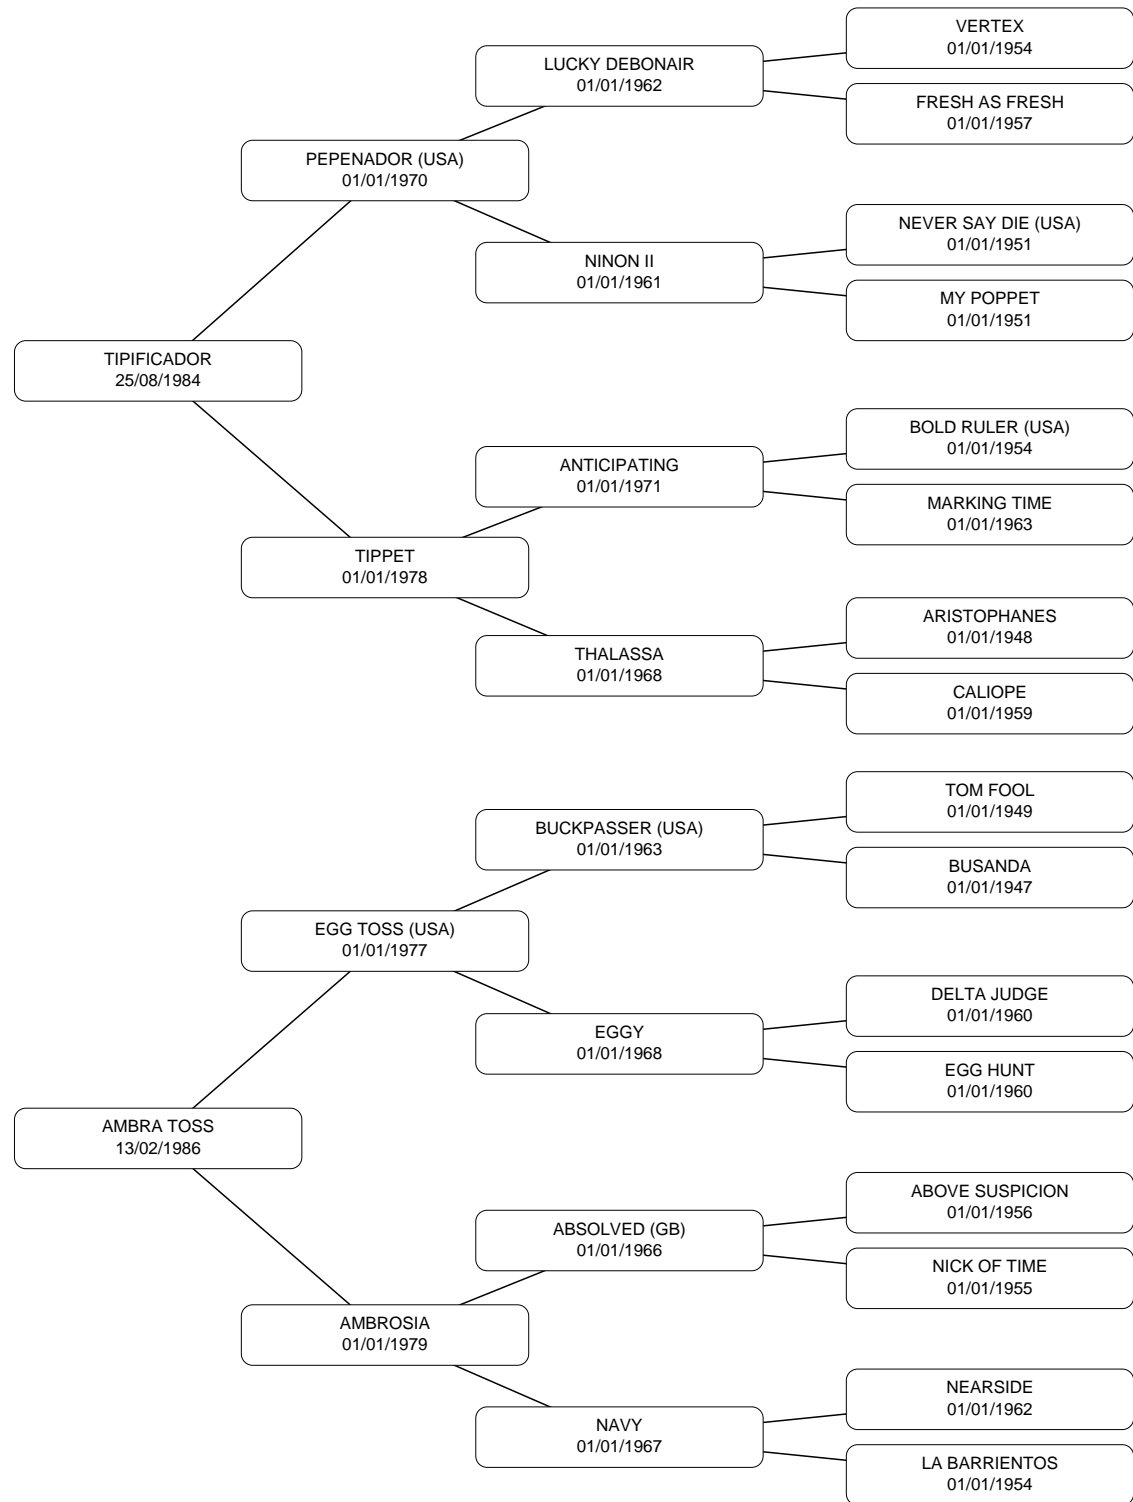 VERTEX
01/01/1954
LUCKY DEBONAIR
01/01/1962
FRESH AS FRESH
01/01/1957
PEPENADOR (USA)
01/01/1970
NEVER SAY DIE (USA)
01/01/1951
NINON II
01/01/1961
MY POPPET
01/01/1951
TIPIFICADOR
25/08/1984
BOLD RULER (USA)
01/01/1954
ANTICIPATING
01/01/1971
MARKING TIME
01/01/1963
TIPPET
01/01/1978
ARISTOPHANES
01/01/1948
THALASSA
01/01/1968
CALIOPE
01/01/1959
TOM FOOL
01/01/1949
BUCKPASSER (USA)
01/01/1963
BUSANDA
01/01/1947
EGG TOSS (USA)
01/01/1977
DELTA JUDGE
01/01/1960
EGGY
01/01/1968
EGG HUNT
01/01/1960
AMBRA TOSS
13/02/1986
ABOVE SUSPICION
01/01/1956
ABSOLVED (GB)
01/01/1966
NICK OF TIME
01/01/1955
AMBROSIA
01/01/1979
NEARSIDE
01/01/1962
NAVY
01/01/1967
LA BARRIENTOS
01/01/1954